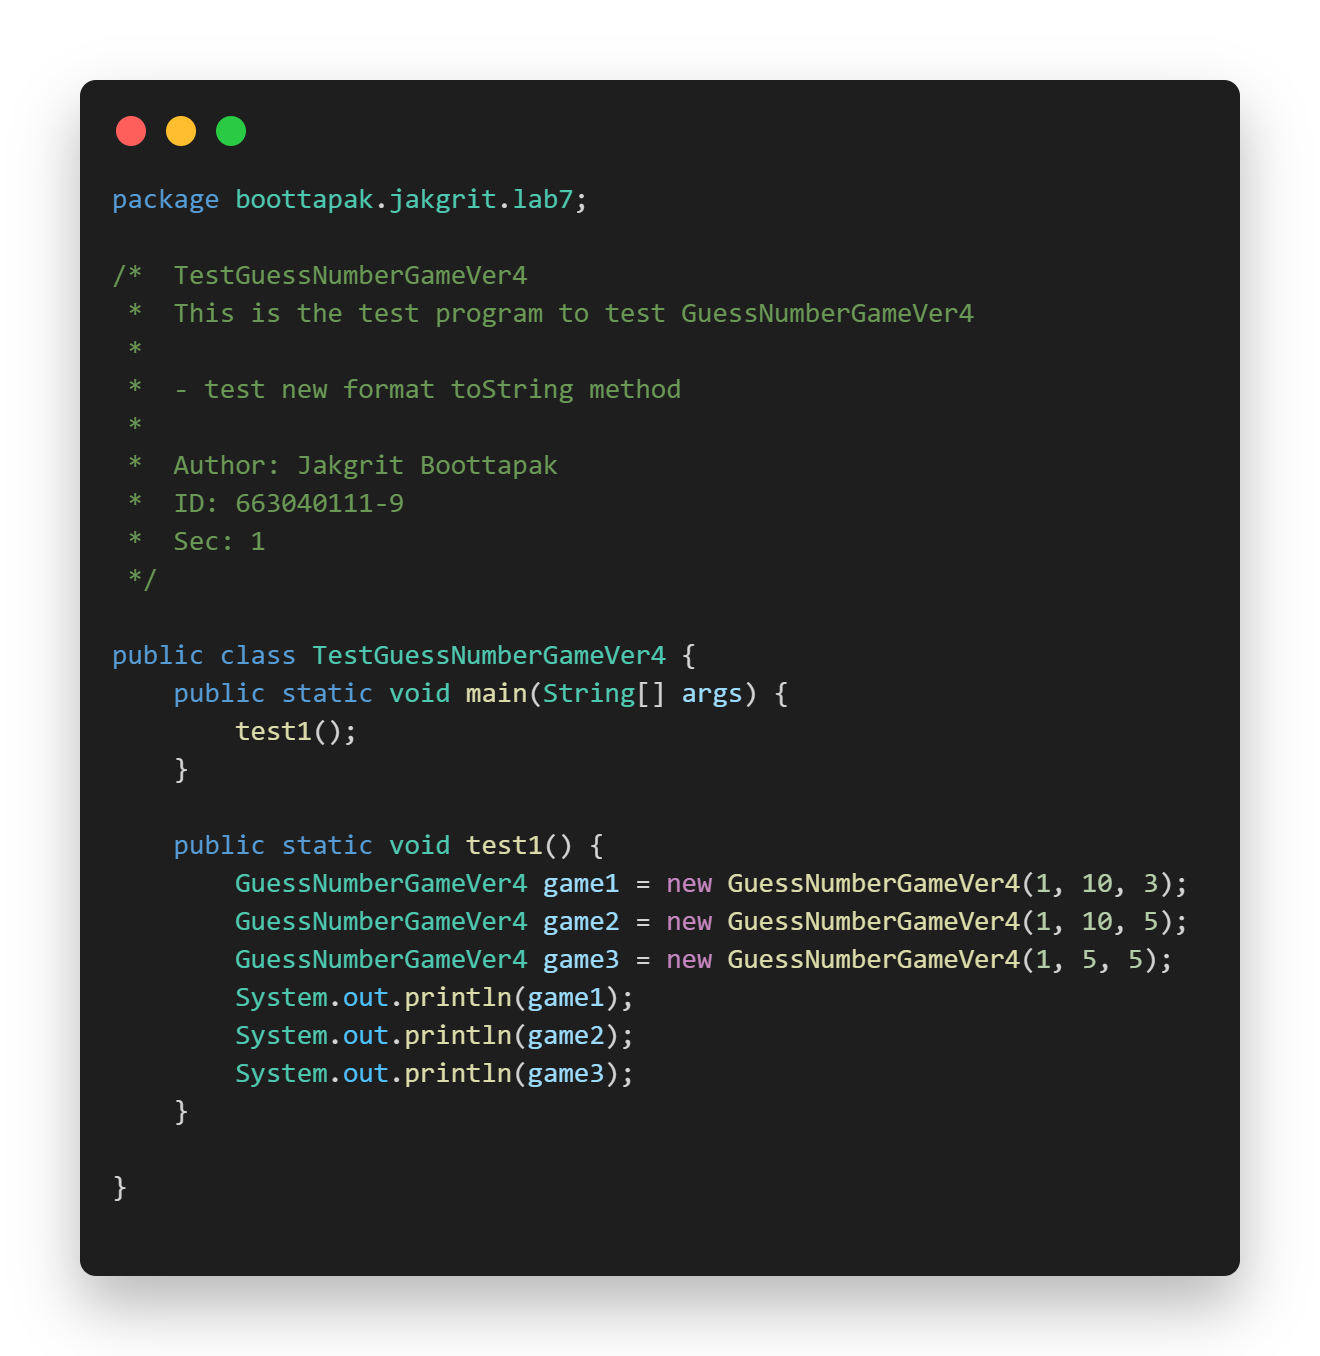 package boottapak.jakgrit.lab7;

/*  TestGuessNumberGameVer4
 *  This is the test program to test GuessNumberGameVer4
 *
 *  - test new format toString method
 *
 *  Author: Jakgrit Boottapak
 *  ID: 663040111-9
 *  Sec: 1
 */

public class TestGuessNumberGameVer4 {
    public static void main(String[] args) {
        test1();
    }

    public static void test1() {
        GuessNumberGameVer4 game1 = new GuessNumberGameVer4(1, 10, 3);
        GuessNumberGameVer4 game2 = new GuessNumberGameVer4(1, 10, 5);
        GuessNumberGameVer4 game3 = new GuessNumberGameVer4(1, 5, 5);
        System.out.println(game1);
        System.out.println(game2);
        System.out.println(game3);
    }

}